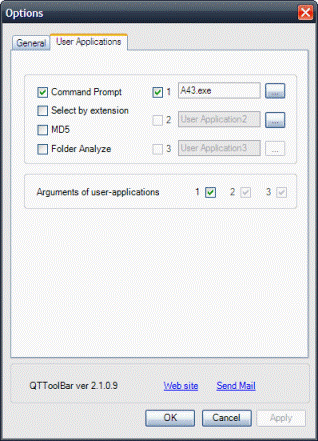 Options
General User Applications
Command Prompt 1 A43.exe ...
Select by extension 2 User Application2 ...
MD5
Folder Analyze 3 User Application3 ...
Arguments of user-applications 1 2 3
QTToolBar ver 2.1.0.9 Web site Send Mail
OK Cancel Apply